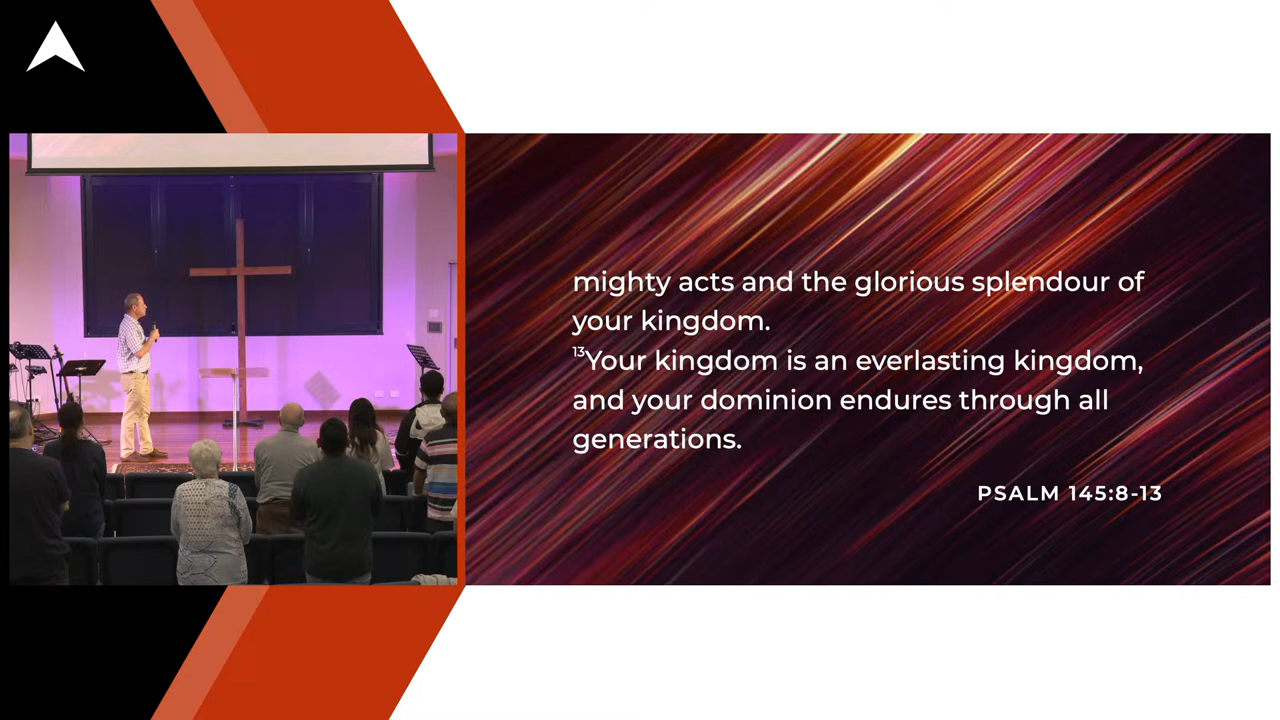 mighty acts and the glorious splendour of
your kingdom.
13Your kingdom is an everlasting kingdom,
and your dominion endures through all
generations.
PSALM 145:8-13